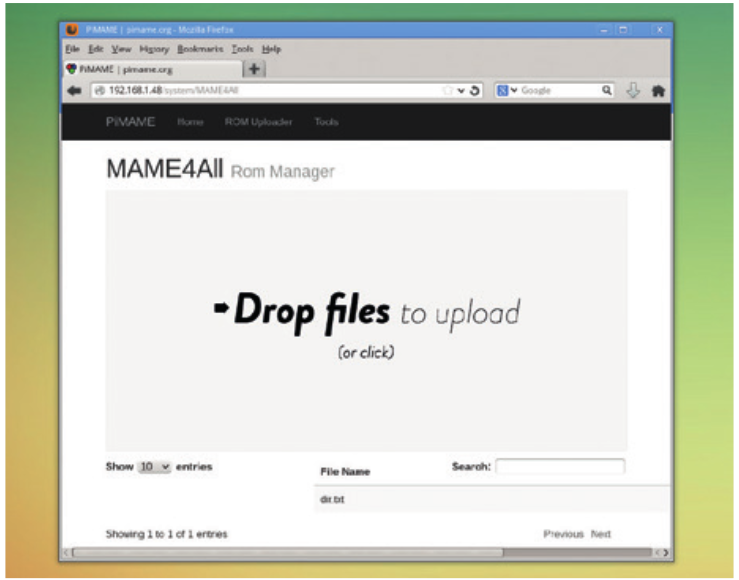 PiMAME | pimame.org - Mozilla Firefox
File Edit View History Bookmarks Tools Help
PiMAME | pimame.org
192.168.1.48/system/MAME4All
Google
PiMAME Home ROM Uploader Tools
MAME4All Rom Manager
Drop files to upload
(or click)
Show 10 entries
Search:
File Name
dir.txt
Showing 1 to 1 of 1 entries
Previous Next